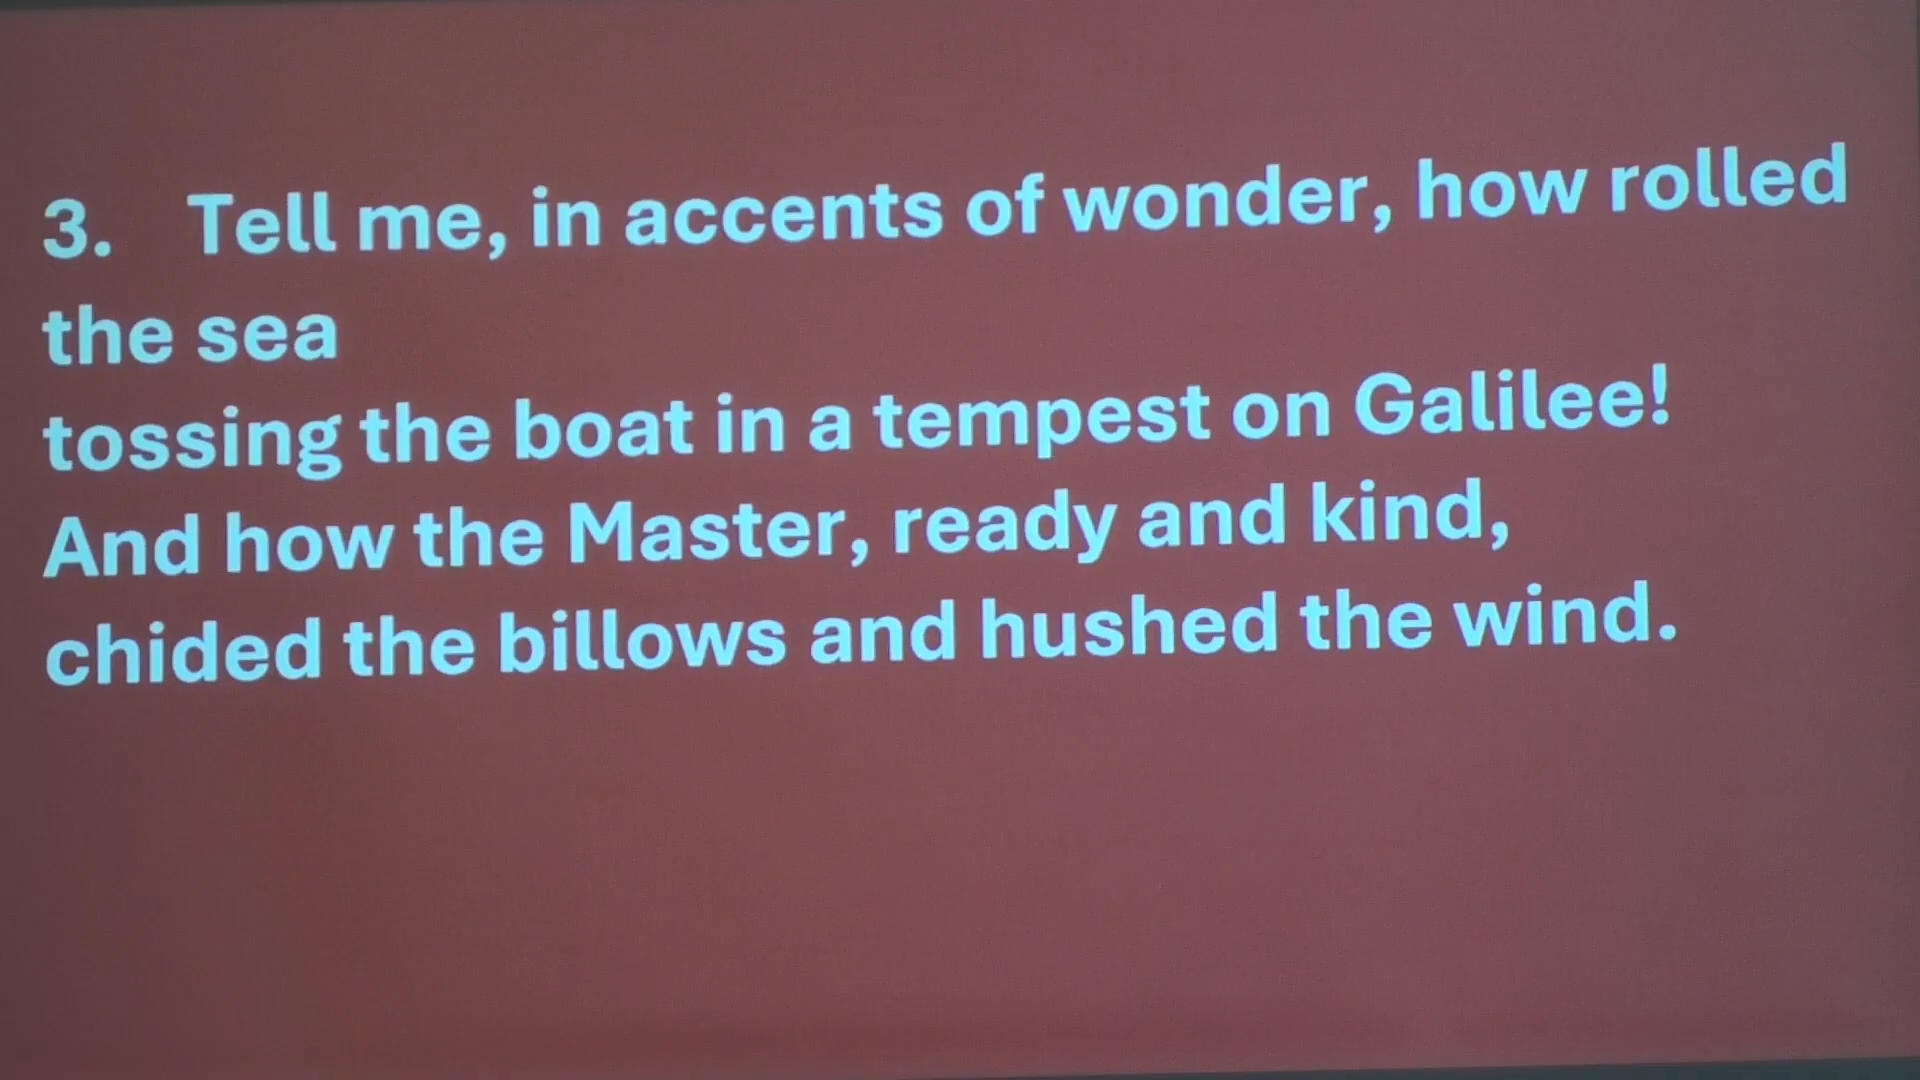 3. Tell me, in accents of wonder, how rolled
the sea
tossing the boat in a tempest on Galilee!
And how the Master, ready and kind,
chided the billows and hushed the wind.